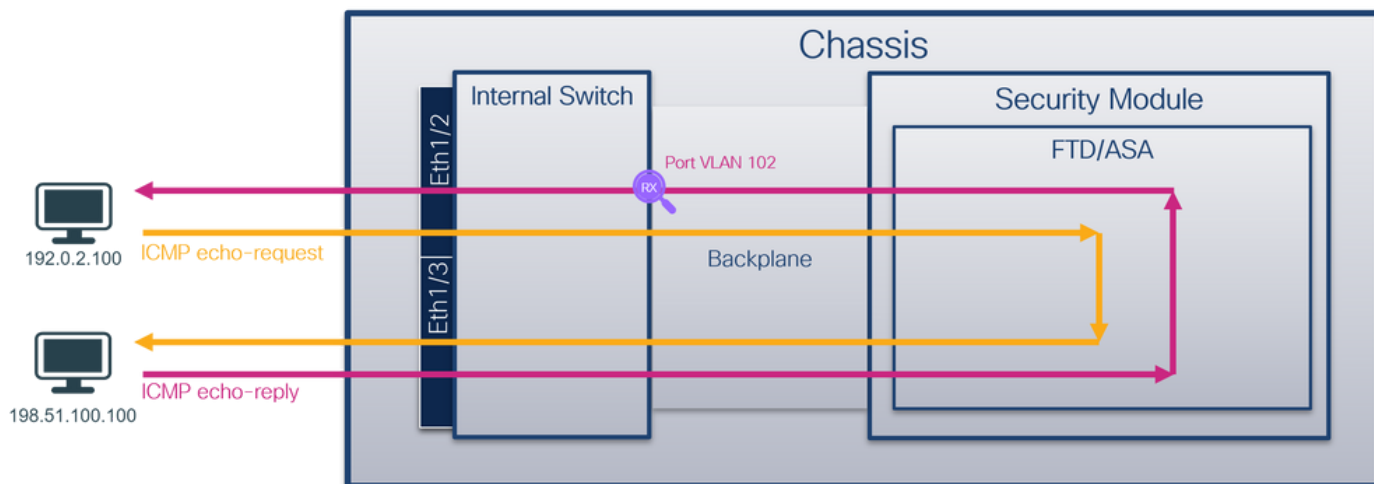 Chassis
Internal Switch
Security Module
FTD/ASA
Eth1/2
Port VLAN 102
RX
192.0.2.100
ICMP echo-request
Backplane
Eth1/3
ICMP echo-reply
198.51.100.100